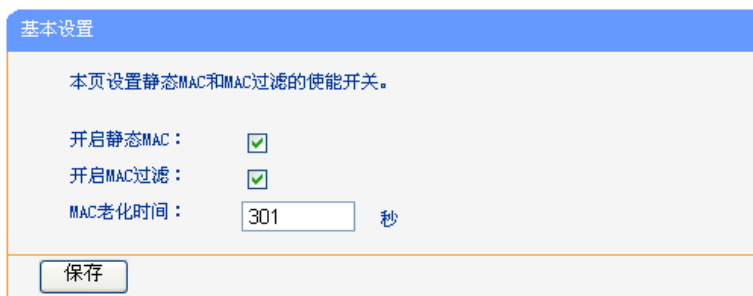 基本设置
本页设置静态MAC和MAC过滤的使能开关。
开启静态MAC：
开启MAC过滤：
MAC老化时间： 301 秒
保存